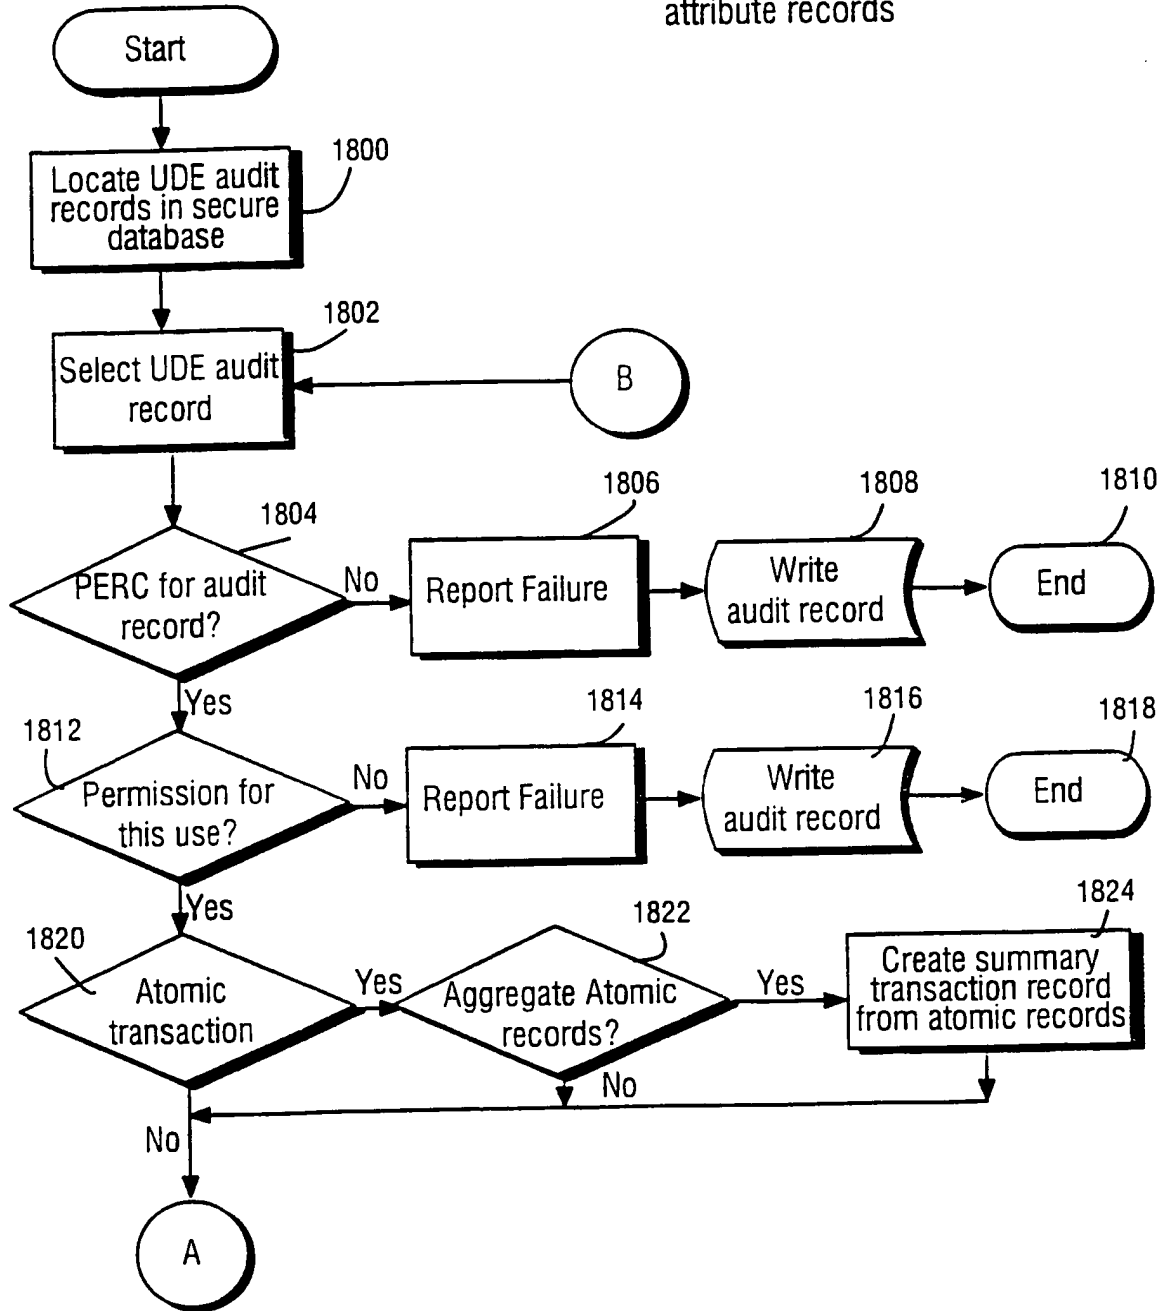 attribute records
Start
1800
Locate UDE audit
records in secure
database
1802
Select UDE audit
record
B
1804
PERC for audit
record?
No
1806
Report Failure
1808
Write
audit record
1810
End
Yes
1812
Permission for
this use?
No
1814
Report Failure
1816
Write
audit record
1818
End
Yes
1820
Atomic
transaction
Yes
1822
Aggregate Atomic
records?
Yes
1824
Create summary
transaction record
from atomic records
No
No
A